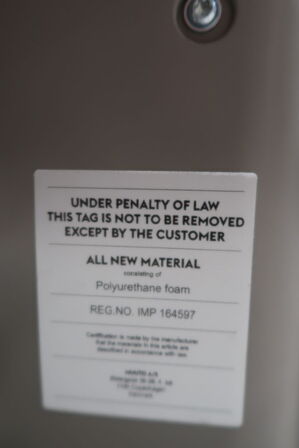 UNDER PENALTY OF LAW
THIS TAG IS NOT TO BE REMOVED
EXCEPT BY THE CUSTOMER
ALL NEW MATERIAL
consisting of
Polyurethane foam
REG.NO. IMP 164597
Certification is made by the manufacturer
that the materials in this article are
described in accordance with law.